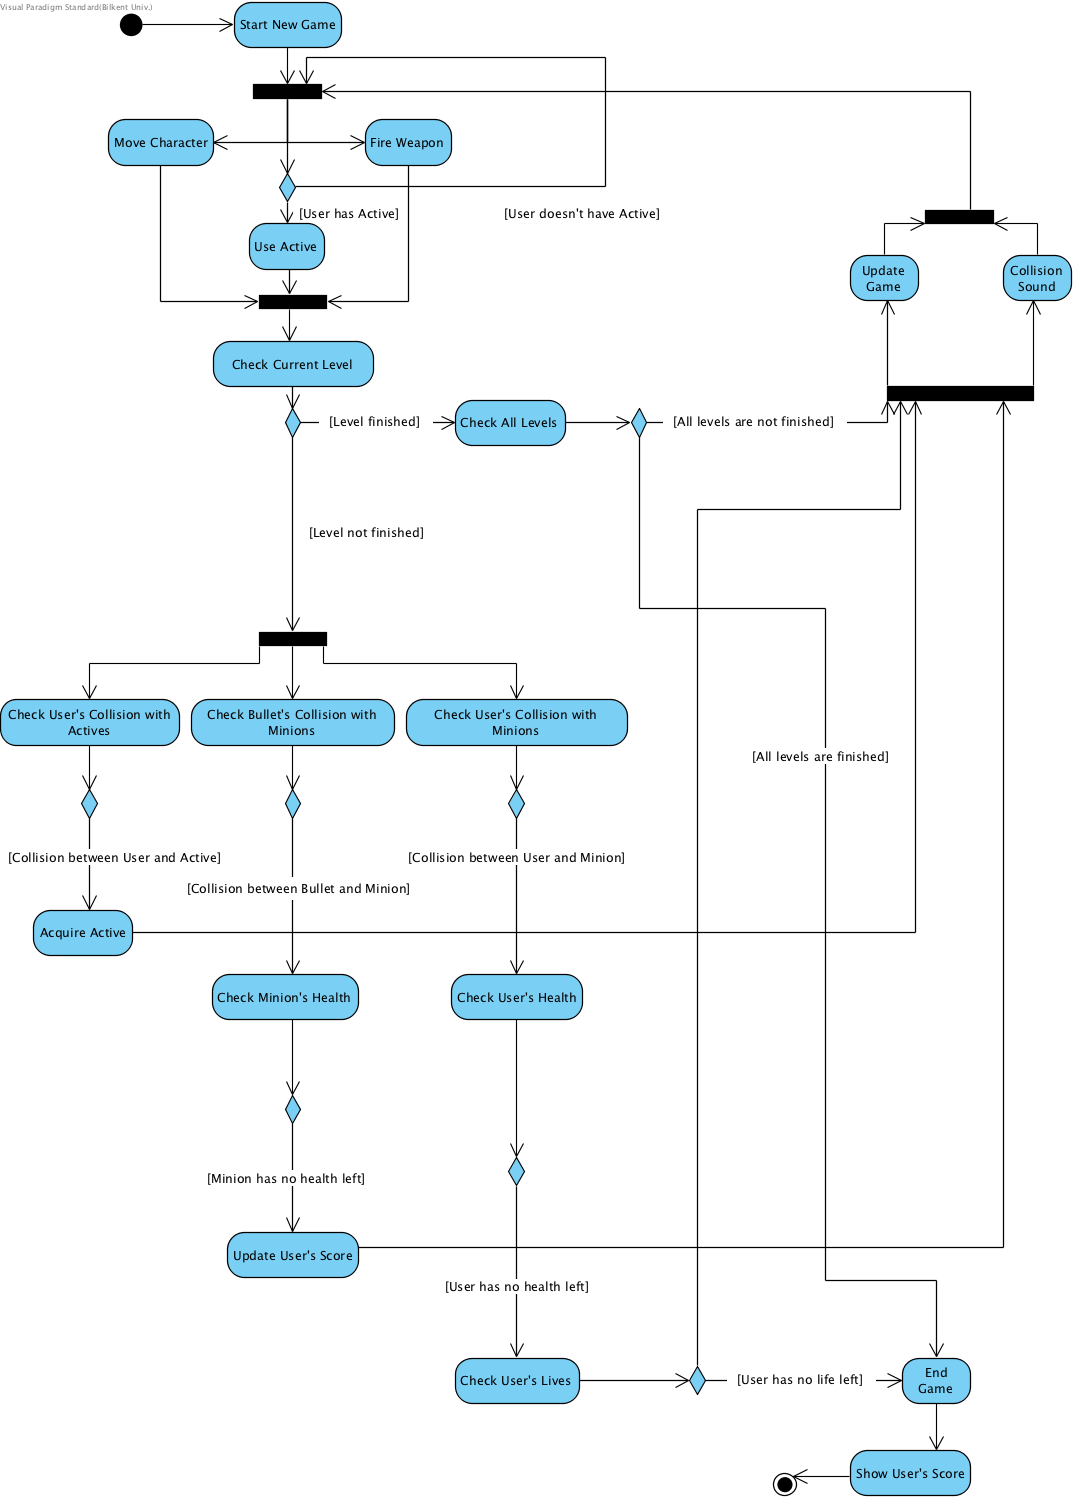 Visual Paradigm Standard(Bilkent Univ.)
Start New Game
Move Character
Fire Weapon
[User has Active]
[User doesn't have Active]
Use Active
Update
Game
Collision
Sound
Check Current Level
[Level finished]
Check All Levels
[All levels are not finished]
[Level not finished]
Check User's Collision with
Actives
Check Bullet's Collision with
Minions
Check User's Collision with
Minions
[All levels are finished]
[Collision between User and Active]
[Collision between User and Minion]
[Collision between Bullet and Minion]
Acquire Active
Check Minion's Health
Check User's Health
[Minion has no health left]
Update User's Score
[User has no health left]
Check User's Lives
[User has no life left]
End
Game
Show User's Score